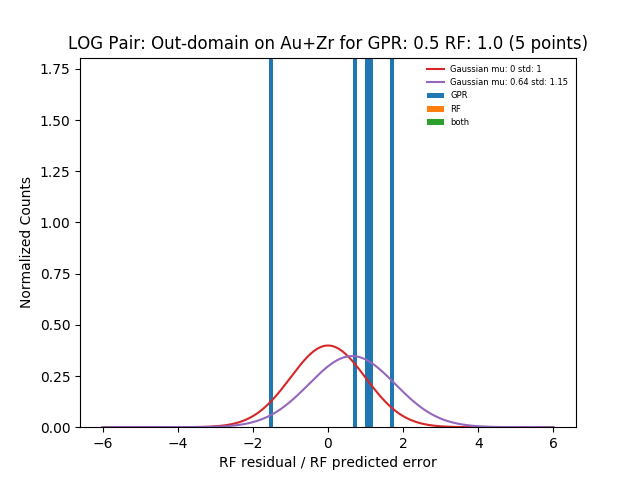 LOG Pair: Out-domain on Au+Zr for GPR: 0.5 RF: 1.0 (5 points)
1.75
1.50
1.25
1.00
0.75
0.50
0.25
0.00
Normalized Counts
Gaussian mu: 0 std: 1
Gaussian mu: 0.64 std: 1.15
GPR
RF
both
−6 −4 −2 0 2 4 6
RF residual / RF predicted error